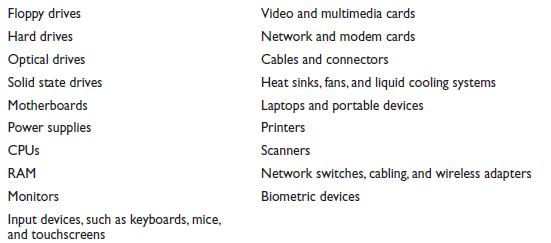 Floppy drives
Hard drives
Optical drives
Solid state drives
Motherboards
Power supplies
CPUs
RAM
Monitors
Input devices, such as keyboards, mice,
and touchscreens
Video and multimedia cards
Network and modem cards
Cables and connectors
Heat sinks, fans, and liquid cooling systems
Laptops and portable devices
Printers
Scanners
Network switches, cabling, and wireless adapters
Biometric devices